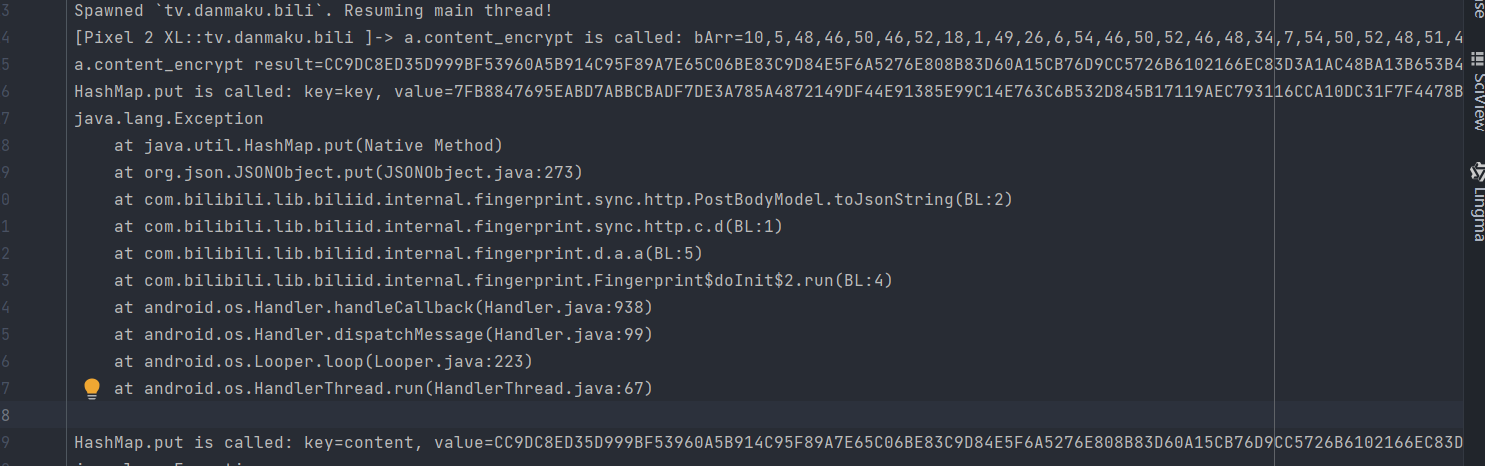 3 Spawned `tv.danmaku.bili`. Resuming main thread!
4 [Pixel 2 XL::tv.danmaku.bili ]-> a.content_encrypt is called: bArr=10,5,48,46,50,46,52,18,1,49,26,6,54,46,50,52,46,48,34,7,54,50,52,48,51,4
5 a.content_encrypt result=CC9DC8ED35D999BF53960A5B914C95F89A7E65C06BE83C9D84E5F6A5276E808B83D60A15CB76D9CC5726B6102166EC83D3A1AC48BA13B653B4
6 HashMap.put is called: key=key, value=7FB8847695EABD7ABBCBADF7DE3A785A4872149DF44E91385E99C14E763C6B532D845B17119AEC793116CCA10DC31F7F4478B
7 java.lang.Exception
8 at java.util.HashMap.put(Native Method)
9 at org.json.JSONObject.put(JSONObject.java:273)
0 at com.bilibili.lib.biliid.internal.fingerprint.sync.http.PostBodyModel.toJsonString(BL:2)
1 at com.bilibili.lib.biliid.internal.fingerprint.sync.http.c.d(BL:1)
2 at com.bilibili.lib.biliid.internal.fingerprint.d.a.a(BL:5)
3 at com.bilibili.lib.biliid.internal.fingerprint.Fingerprint$doInit$2.run(BL:4)
4 at android.os.Handler.handleCallback(Handler.java:938)
5 at android.os.Handler.dispatchMessage(Handler.java:99)
6 at android.os.Looper.loop(Looper.java:223)
7 at android.os.HandlerThread.run(HandlerThread.java:67)
8
9 HashMap.put is called: key=content, value=CC9DC8ED35D999BF53960A5B914C95F89A7E65C06BE83C9D84E5F6A5276E808B83D60A15CB76D9CC5726B6102166EC83D
SciView
Lingma